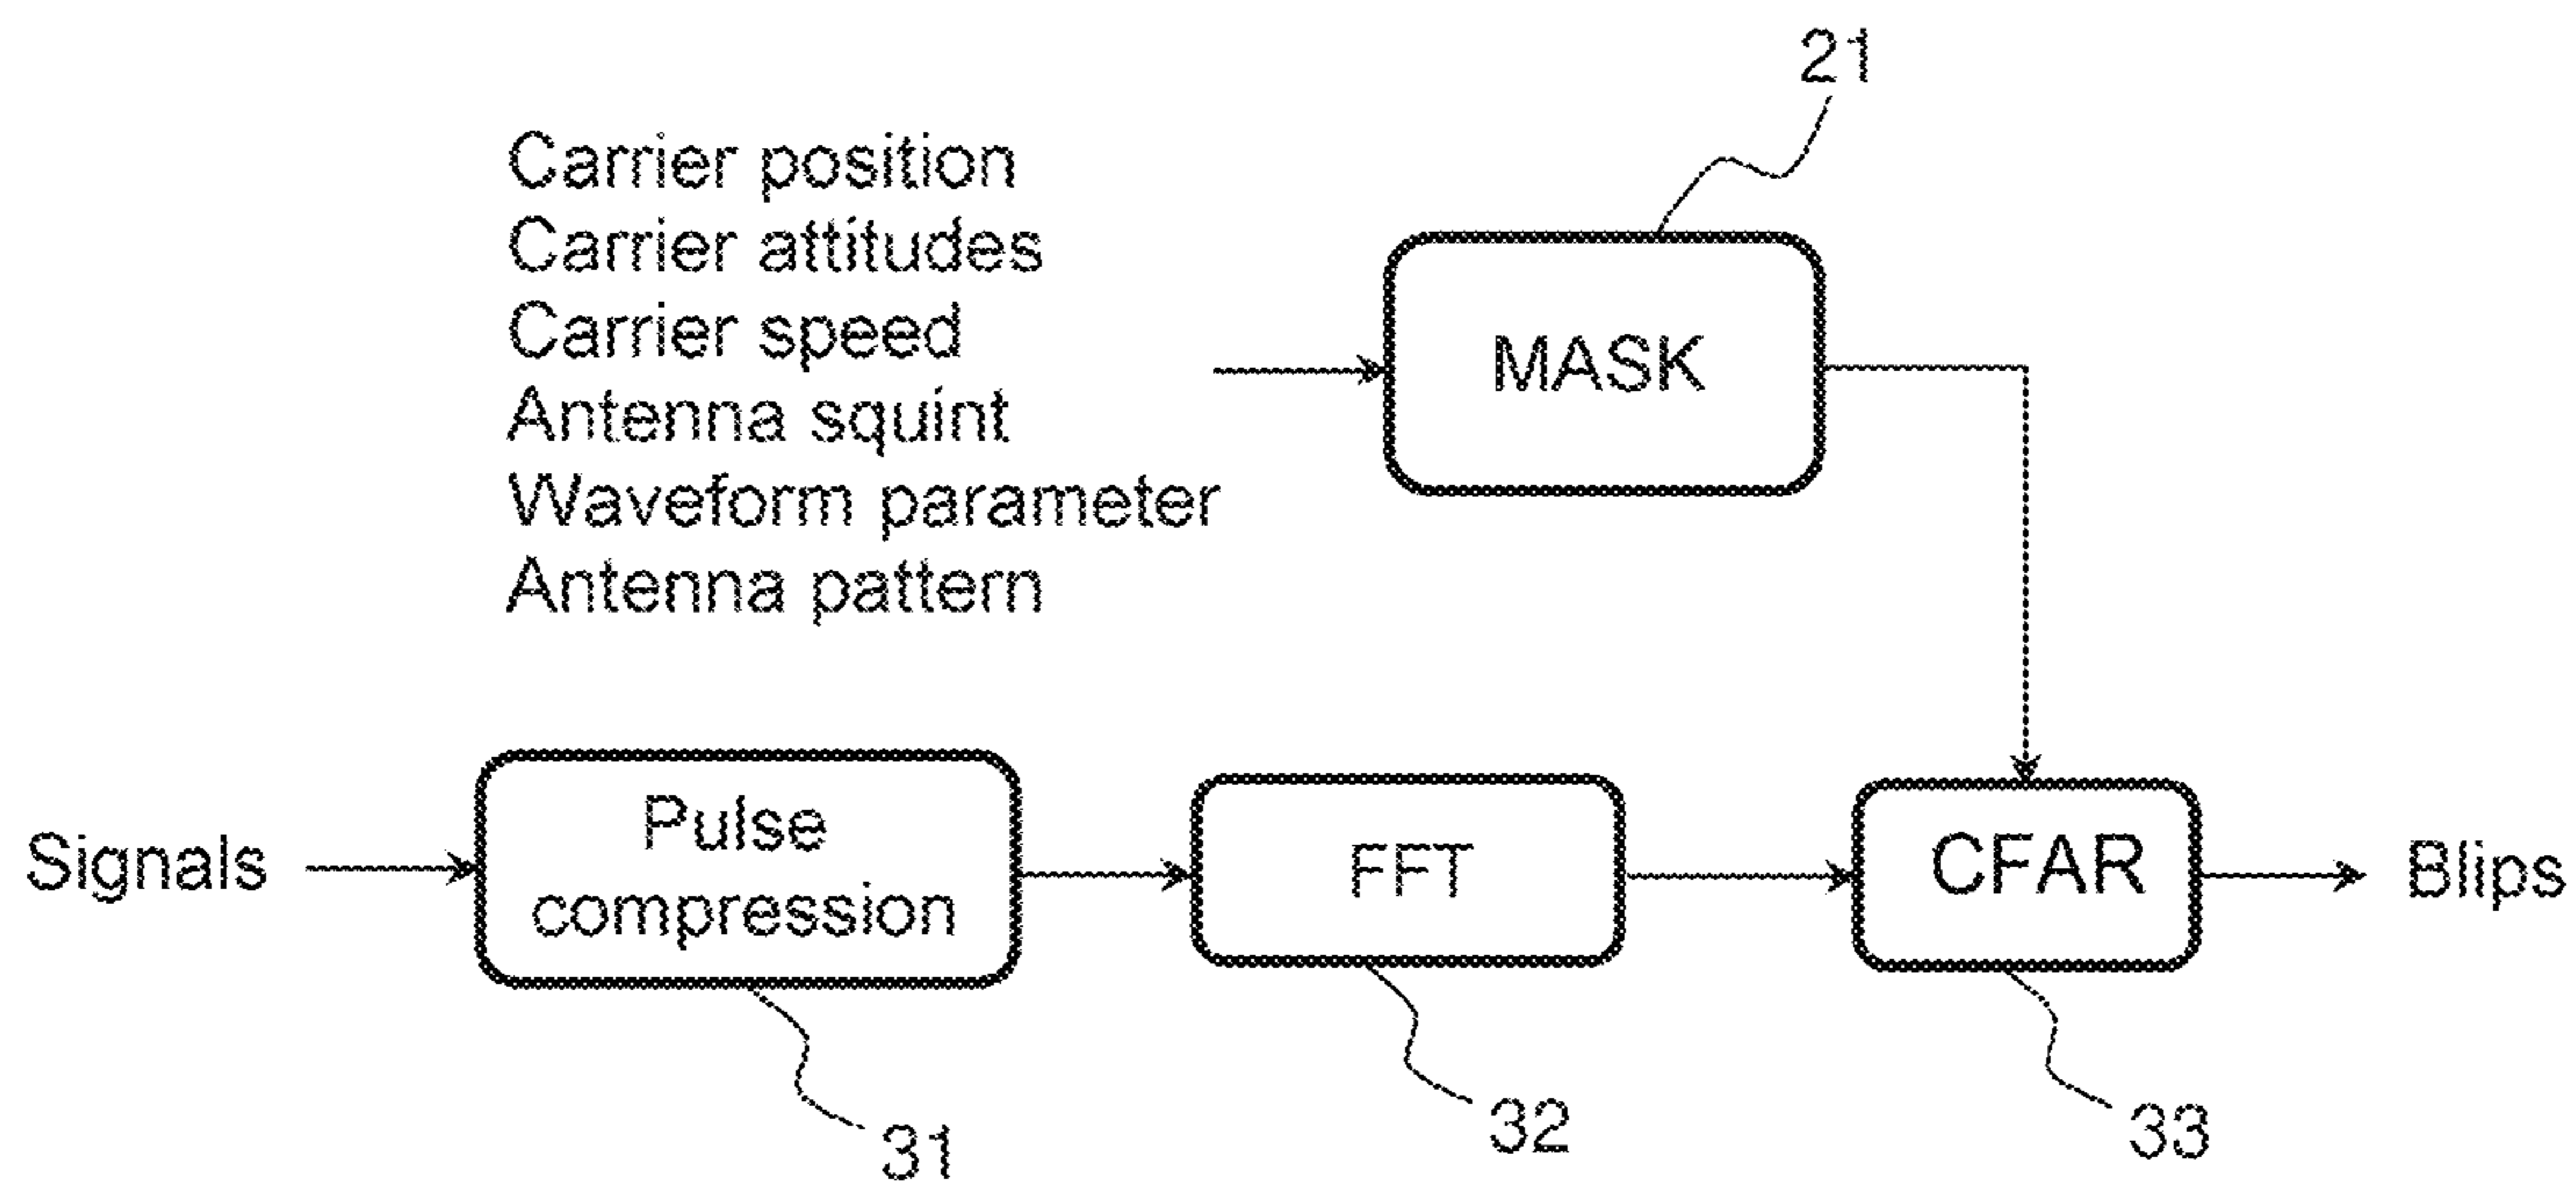 21
Carrier position
Carrier attitudes
Carrier speed
Antenna squint
Waveform parameter
Antenna pattern
MASK
Signals
Pulse
compression
FFT
CFAR
Blips
31
32
33